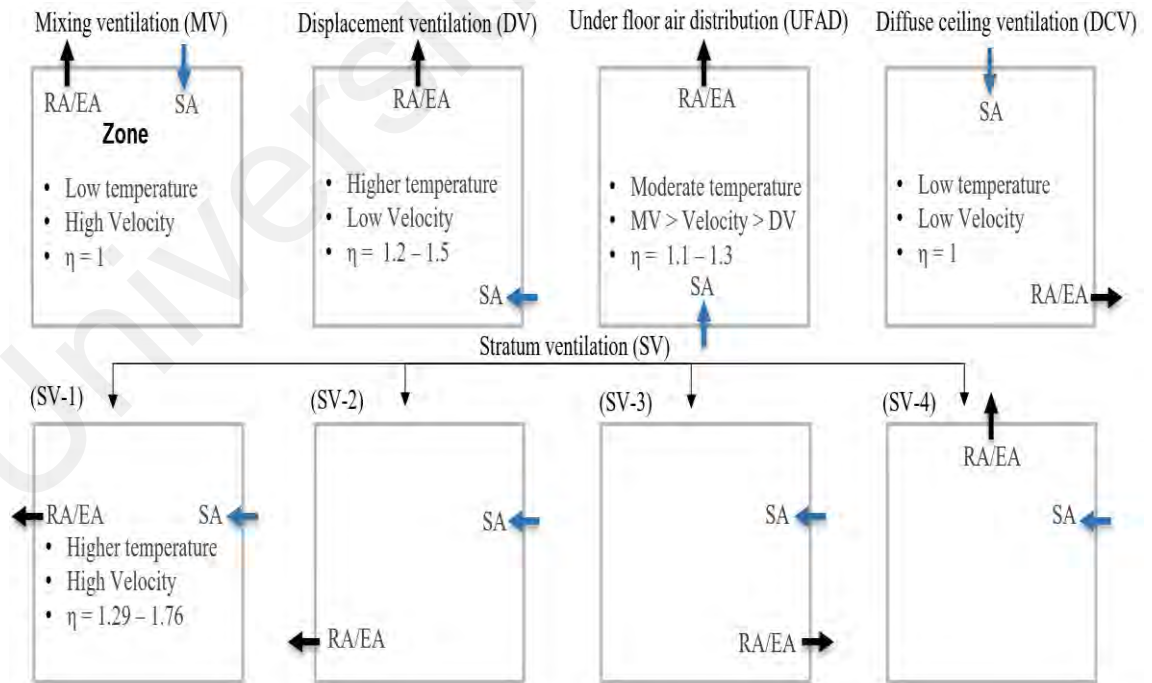 Mixing ventilation (MV)
RA/EA SA
Zone
• Low temperature
• High Velocity
• η = 1
Displacement ventilation (DV)
RA/EA
• Higher temperature
• Low Velocity
• η = 1.2 – 1.5
SA
Under floor air distribution (UFAD)
RA/EA
• Moderate temperature
• MV > Velocity > DV
• η = 1.1 – 1.3
SA
Diffuse ceiling ventilation (DCV)
SA
• Low temperature
• Low Velocity
• η = 1
RA/EA
Stratum ventilation (SV)
(SV-1)
RA/EA SA
• Higher temperature
• High Velocity
• η = 1.29 – 1.76
(SV-2)
SA
RA/EA
(SV-3)
SA
RA/EA
(SV-4)
RA/EA
SA
Universi